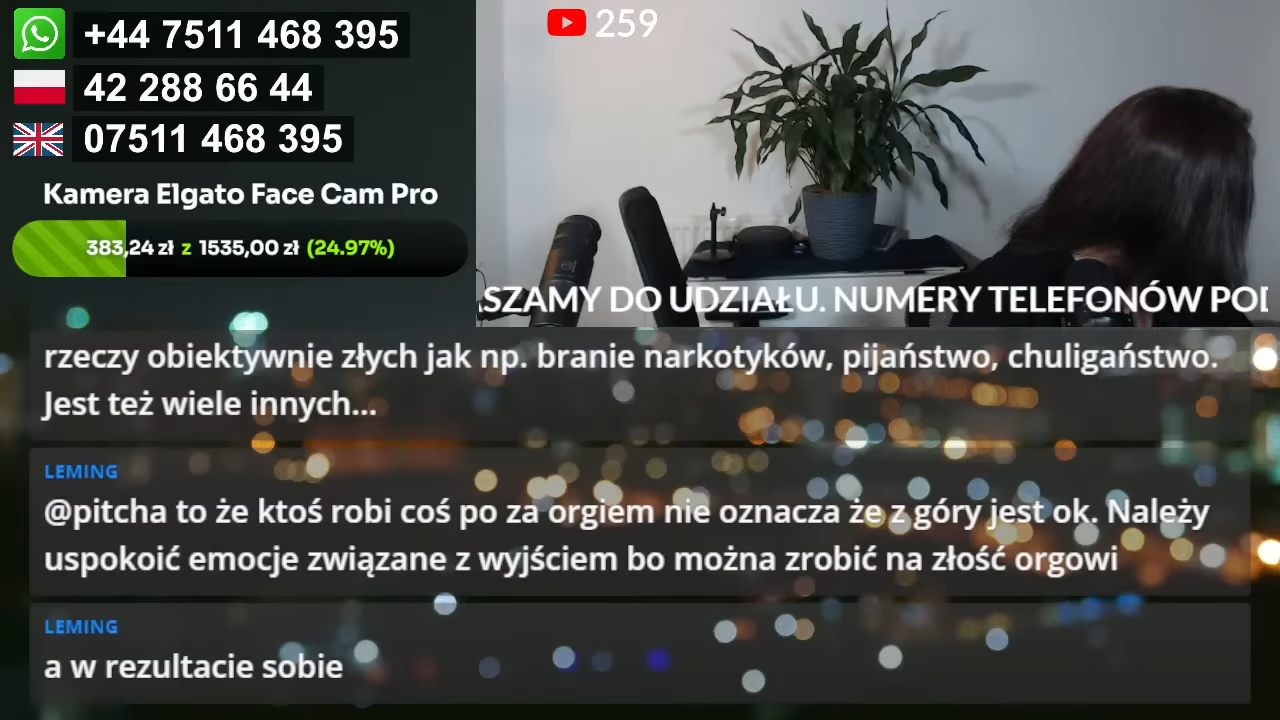 +44 7511 468 395
42 288 66 44
07511 468 395
Kamera Elgato Face Cam Pro
383,24 zł z 1535,00 zł (24.97%)
259
SZAMY DO UDZIAŁU. NUMERY TELEFONÓW POD
rzeczy obiektywnie złych jak np. branie narkotyków, pijaństwo, chuligaństwo.
Jest też wiele innych...
LEMING
@pitcha to że ktoś robi coś po za orgiem nie oznacza że z góry jest ok. Należy
uspokoić emocje związane z wyjściem bo można zrobić na złość orgowi
LEMING
a w rezultacie sobie